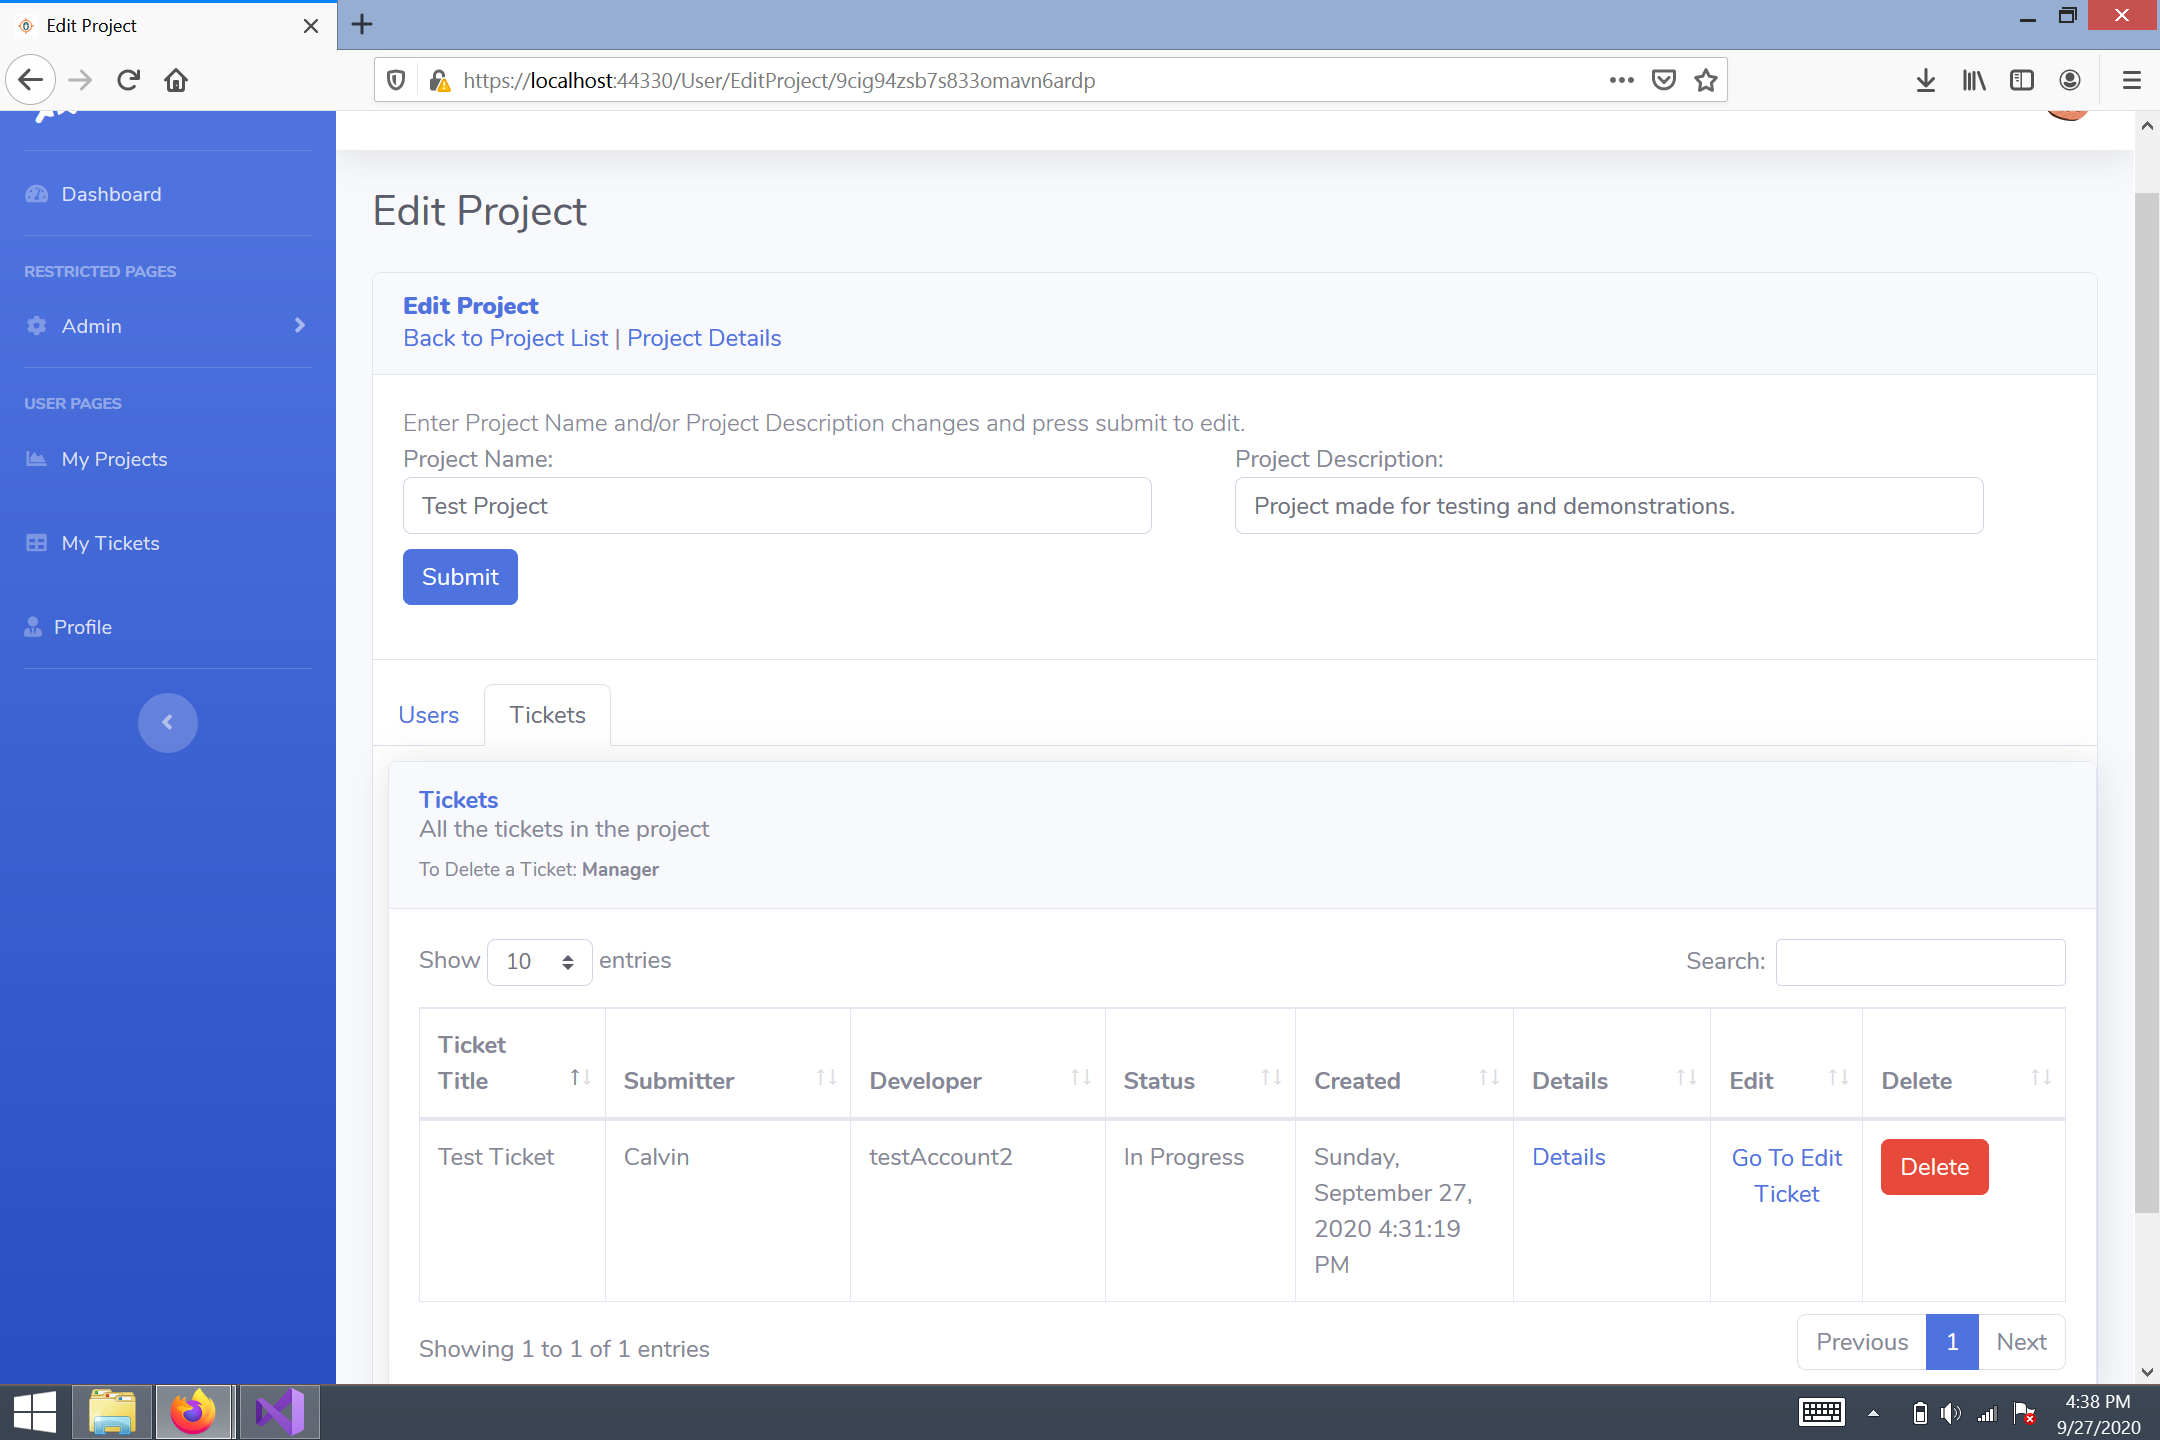 Edit Project
https://localhost:44330/User/EditProject/9cig94zsb7s833omavn6ardp
Dashboard
RESTRICTED PAGES
Admin
USER PAGES
My Projects
My Tickets
Profile
Edit Project
Edit Project
Back to Project List | Project Details
Enter Project Name and/or Project Description changes and press submit to edit.
Project Name:
Project Description:
Test Project
Project made for testing and demonstrations.
Submit
Users
Tickets
Tickets
All the tickets in the project
To Delete a Ticket: Manager
Show 10 entries
Search:
Ticket
Title
Submitter
Developer
Status
Created
Details
Edit
Delete
Test Ticket
Calvin
testAccount2
In Progress
Sunday,
September 27,
2020 4:31:19
PM
Details
Go To Edit
Ticket
Delete
Showing 1 to 1 of 1 entries
Previous
1
Next
4:38 PM
9/27/2020